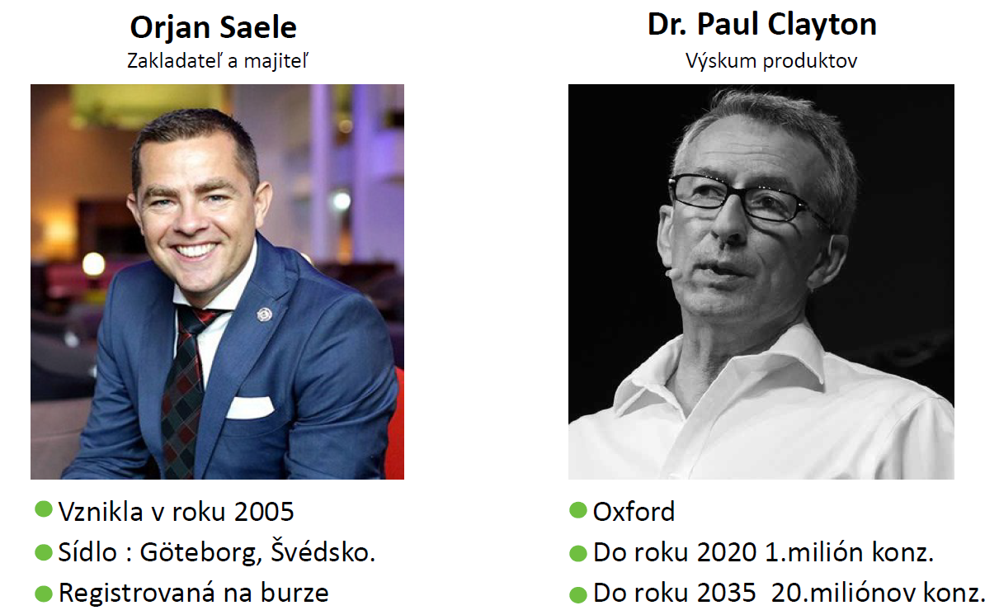 Orjan Saele
Zakladateľ a majiteľ
Vznikla v roku 2005
Sídlo : Göteborg, Švédsko.
Registrovaná na burze
Dr. Paul Clayton
Výskum produktov
Oxford
Do roku 2020 1.milión konz.
Do roku 2035  20.miliónov konz.